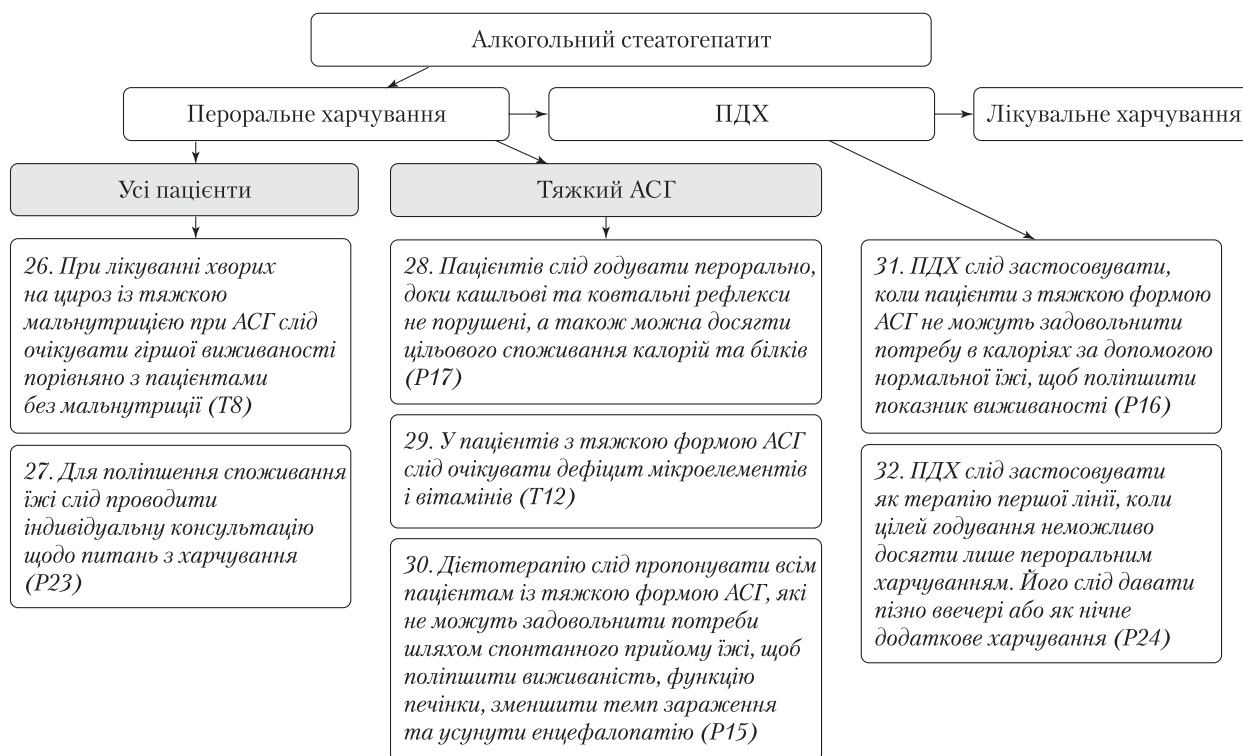 Алкогольний стеатогепатит
Пероральне харчування
ПДХ
Лікувальне харчування
Усі пацієнти
Тяжкий АСГ
26. При лікуванні хворих
на цироз із тяжкою
мальнутрицією при АСГ слід
очікувати гіршої виживаності
порівняно з пацієнтами
без мальнутриції (Т8)
27. Для поліпшення споживання
їжі слід проводити
індивідуальну консультацію
щодо питань з харчування
(Р23)
28. Пацієнтів слід годувати перорально,
доки кашльові та ковтальні рефлекси
не порушені, а також можна досягти
цільового споживання калорій та білків
(Р17)
29. У пацієнтів з тяжкою формою АСГ
слід очікувати дефіцит мікроелементів
і вітамінів (Т12)
30. Дієтотерапію слід пропонувати всім
пацієнтам із тяжкою формою АСГ, які
не можуть задовольнити потреби
шляхом спонтанного прийому їжі, щоб
поліпшити виживаність, функцію
печінки, зменшити темп зараження
та усунути енцефалопатію (Р15)
31. ПДХ слід застосовувати,
коли пацієнти з тяжкою формою
АСГ не можуть задовольнити
потребу в калоріях за допомогою
нормальної їжі, щоб поліпшити
показник виживаності (Р16)
32. ПДХ слід застосовувати
як терапію першої лінії, коли
цілей годування неможливо
досягти лише пероральним
харчуванням. Його слід давати
пізно ввечері або як нічне
додаткове харчування (Р24)